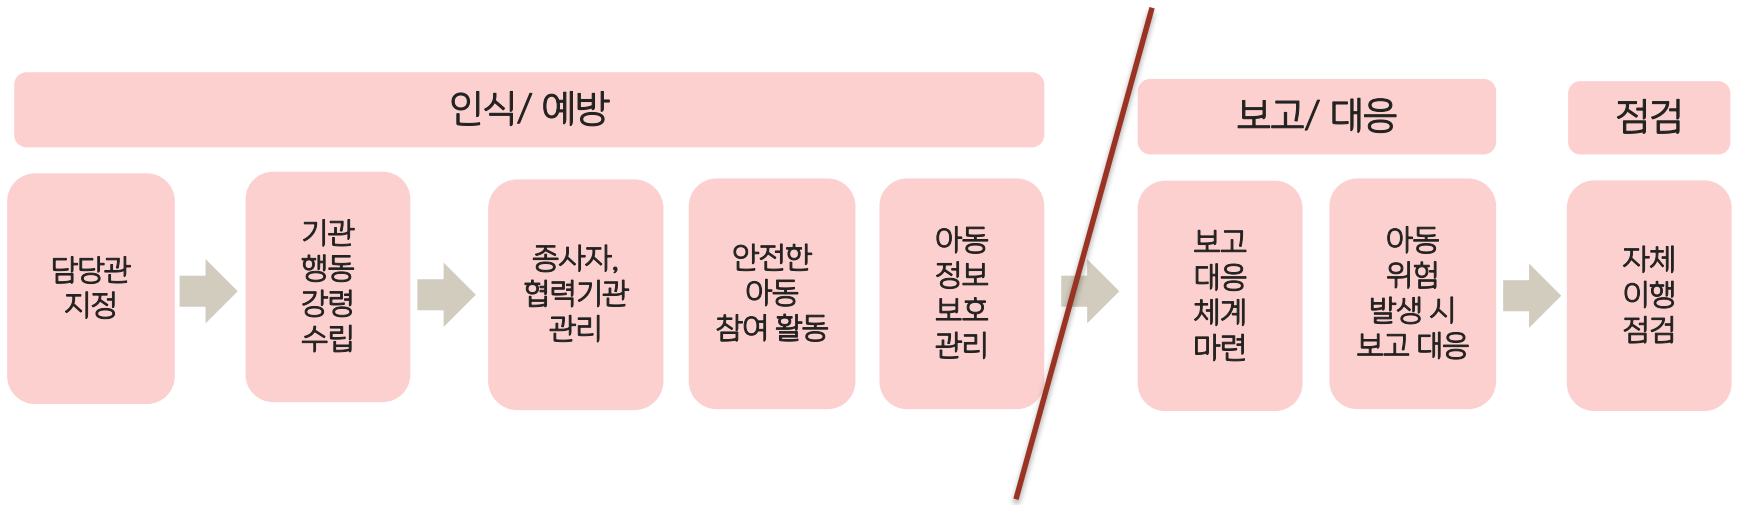 인식/ 예방
보고/ 대응
점검
담당관
지정
기관
행동
강령
수립
종사자,
협력기관
관리
안전한
아동
참여 활동
아동
정보
보호
관리
보고
대응
체계
마련
아동
위험
발생 시
보고 대응
자체
이행
점검